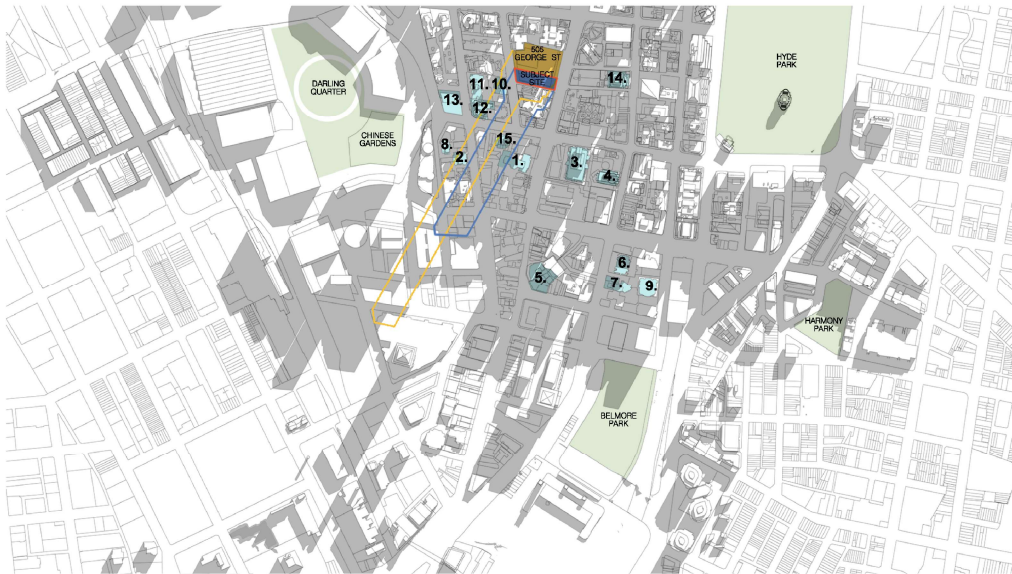 505
GEORGE ST
SUBJECT
SITE
HYDE
PARK
DARLING
QUARTER
CHINESE
GARDENS
11. 10.
14.
13.
12.
8.
2.
15.
1.
3.
4.
5.
6.
7.
9.
HARMONY
PARK
BELMORE
PARK